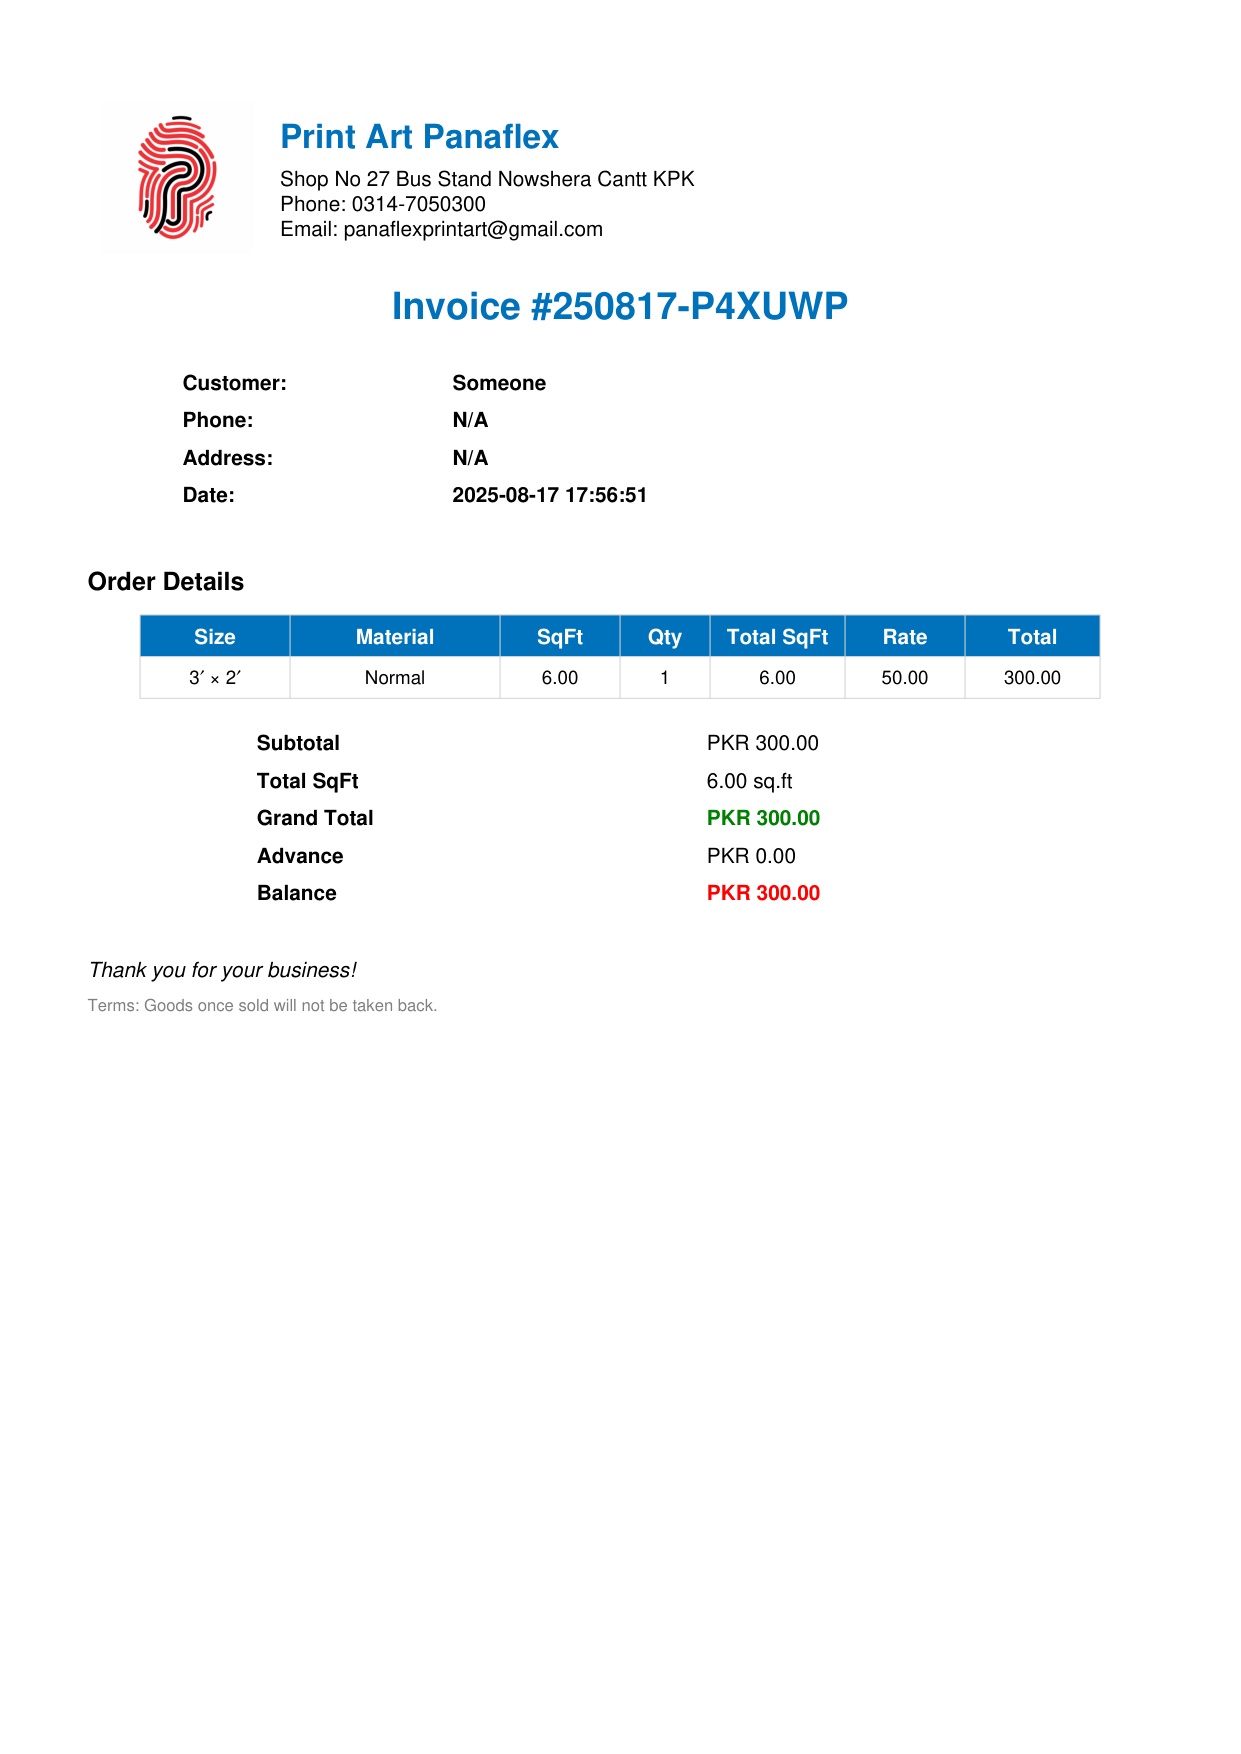 Print Art Panaflex
Shop No 27 Bus Stand Nowshera Cantt KPK
Phone: 0314-7050300
Email: panaflexprintart@gmail.com
Invoice #250817-P4XUWP
Customer: Someone
Phone: N/A
Address: N/A
Date: 2025-08-17 17:56:51
Order Details
Size Material SqFt Qty Total SqFt Rate Total
3′ × 2′ Normal 6.00 1 6.00 50.00 300.00
Subtotal PKR 300.00
Total SqFt 6.00 sq.ft
Grand Total PKR 300.00
Advance PKR 0.00
Balance PKR 300.00
Thank you for your business!
Terms: Goods once sold will not be taken back.